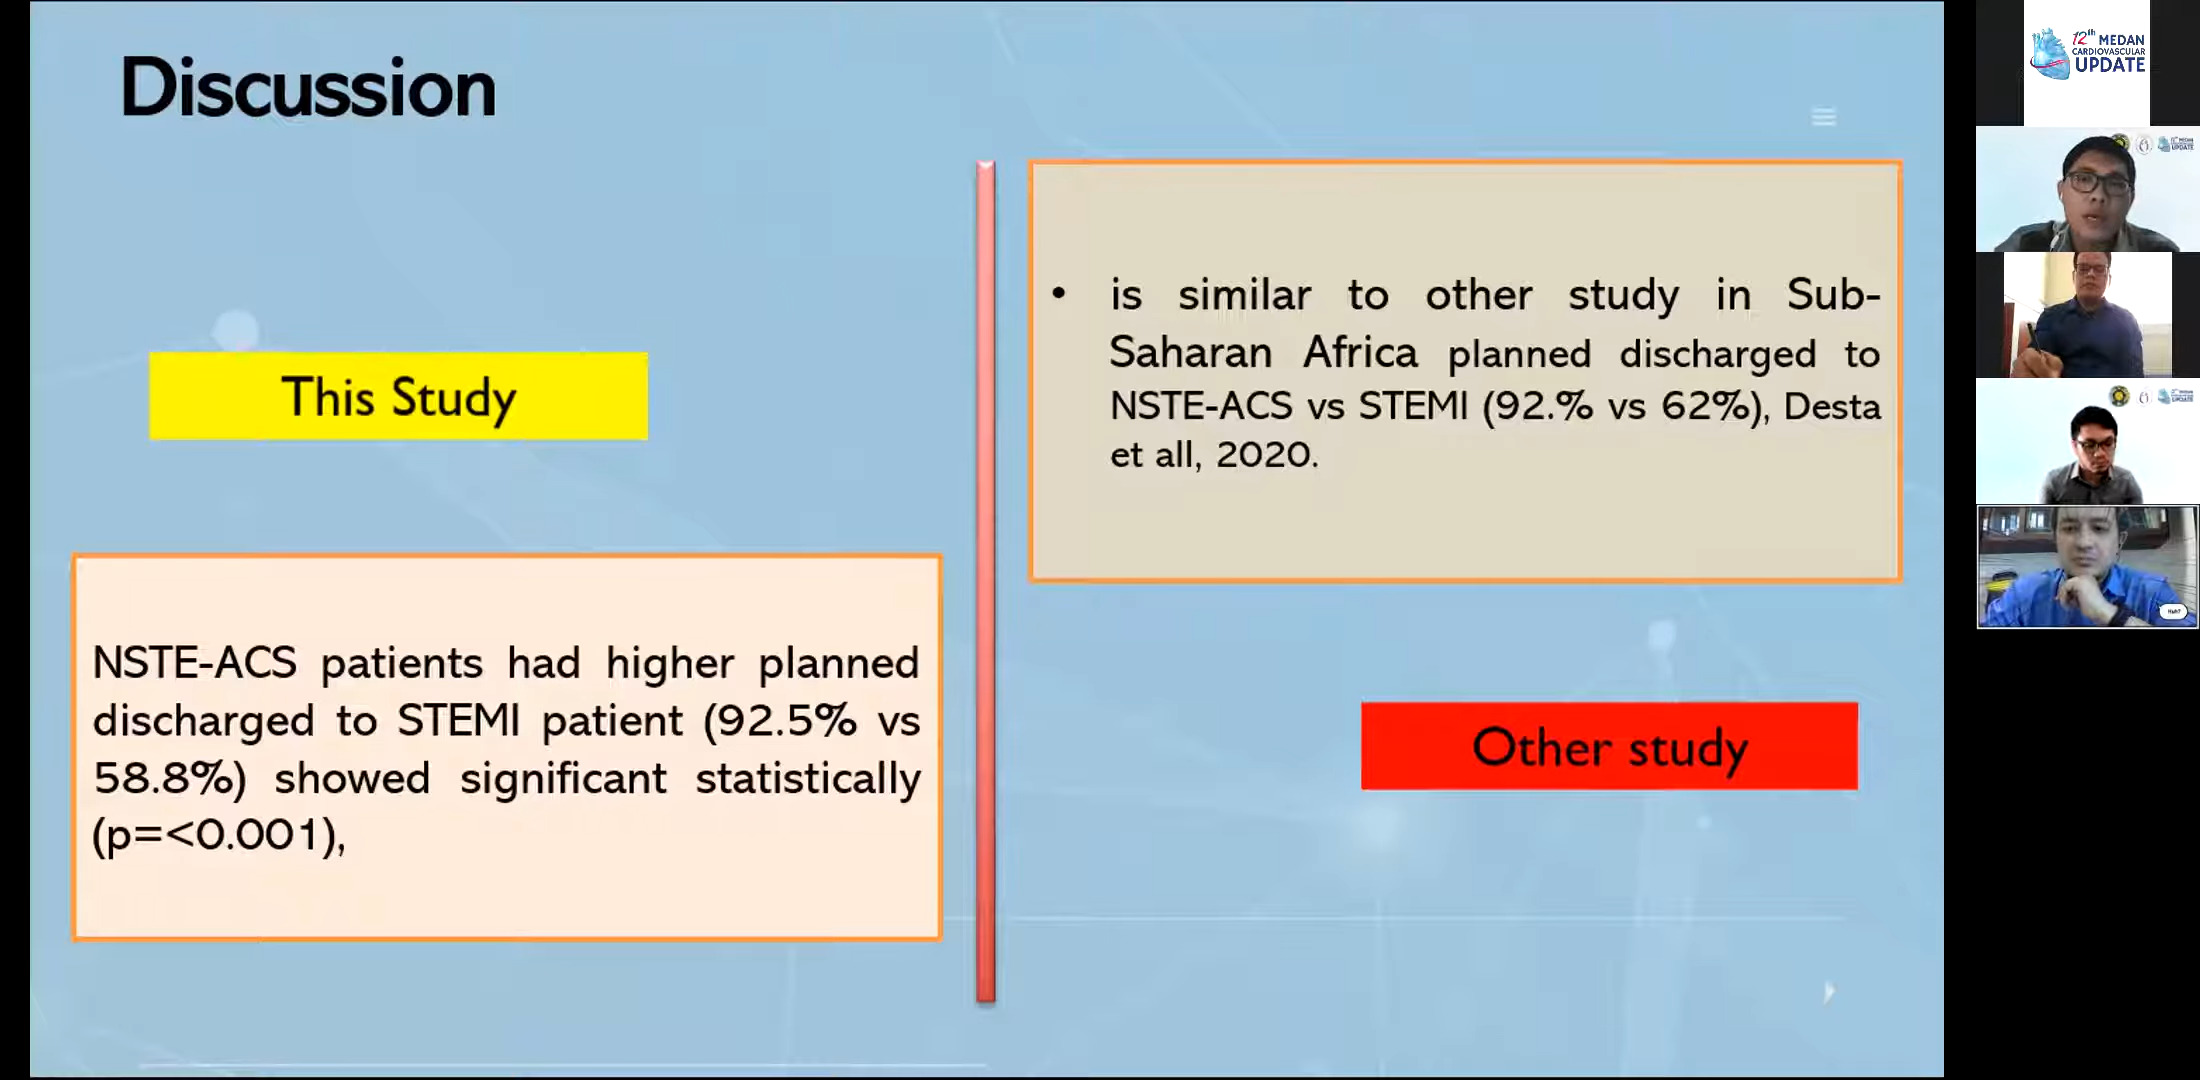 Discussion
This Study
NSTE-ACS patients had higher planned
discharged to STEMI patient (92.5% vs
58.8%) showed significant statistically
(p=<0.001),
• is similar to other study in Sub-
Saharan Africa planned discharged to
NSTE-ACS vs STEMI (92.% vs 62%), Desta
et all, 2020.
Other study
12th MEDAN
CARDIOVASCULAR
UPDATE